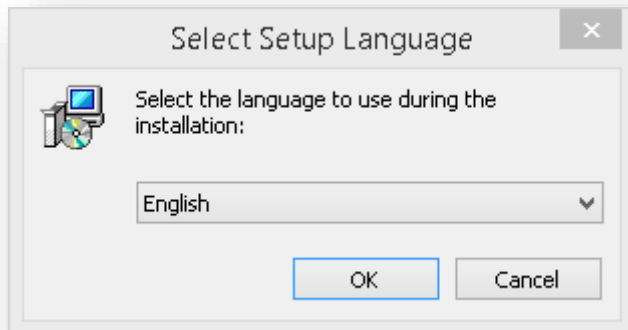 Select Setup Language
Select the language to use during the
installation:
English
OK
Cancel